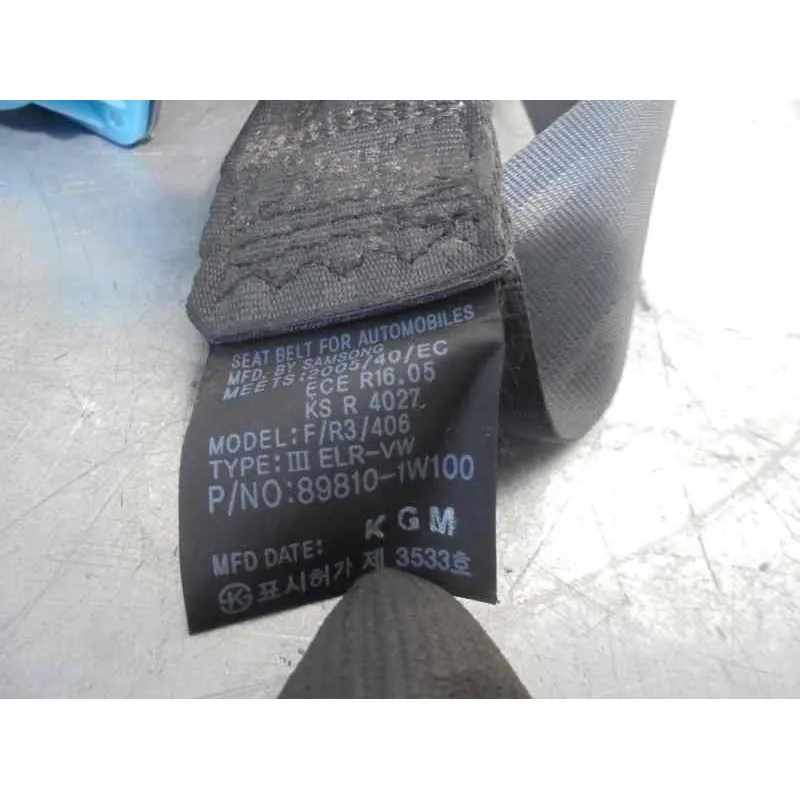 SEAT BELT FOR AUTOMOBILES
MFD. BY SAMSONG
MEETS:2005/40/EC
ECE R16.05
KS R 4027
MODEL:F/R3/406
TYPE:III ELR-VW
P/NO:89810-1W100
K G M
MFD DATE:
K 표시허가 제 3533호